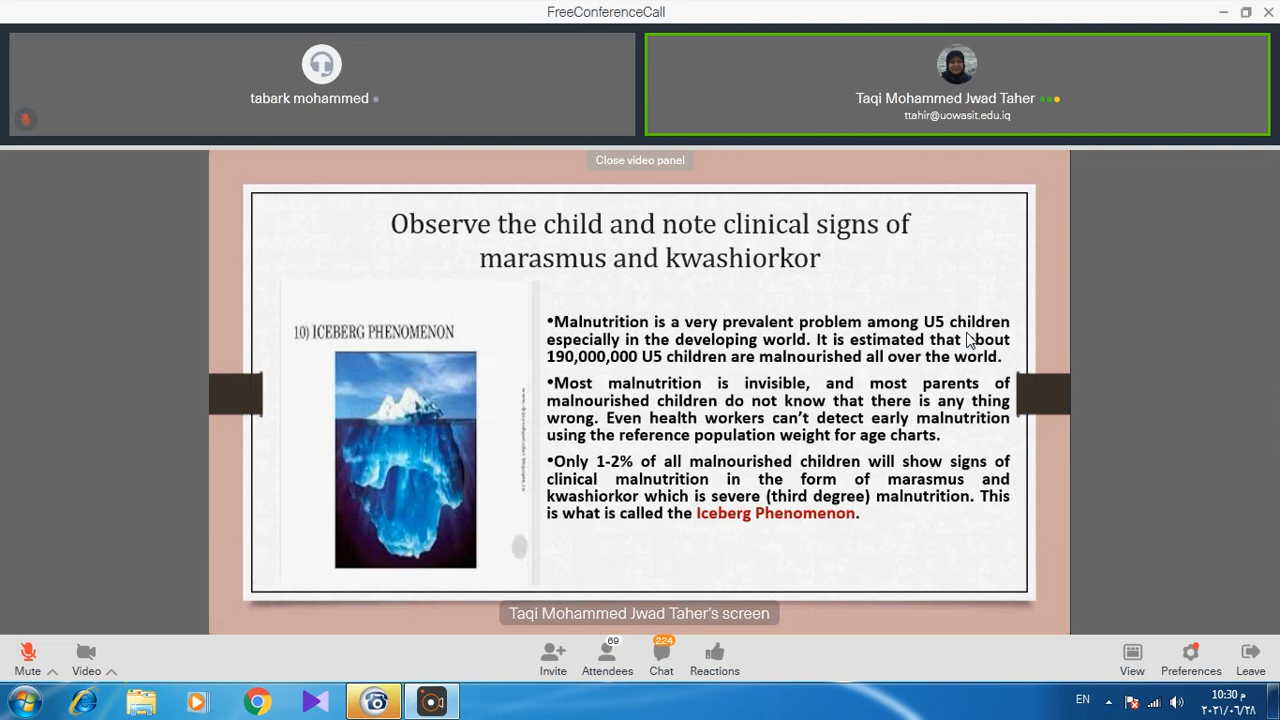 FreeConferenceCall
tabark mohammed
Taqi Mohammed Jwad Taher
ttahir@uowasit.edu.iq
Close video panel
Observe the child and note clinical signs of
marasmus and kwashiorkor
10) ICEBERG PHENOMENON
•Malnutrition is a very prevalent problem among U5 children
especially in the developing world. It is estimated that about
190,000,000 U5 children are malnourished all over the world.
•Most malnutrition is invisible, and most parents of
malnourished children do not know that there is any thing
wrong. Even health workers can't detect early malnutrition
using the reference population weight for age charts.
•Only 1-2% of all malnourished children will show signs of
clinical malnutrition in the form of marasmus and
kwashiorkor which is severe (third degree) malnutrition. This
is what is called the Iceberg Phenomenon.
Taqi Mohammed Jwad Taher's screen
69 224
Mute Video Invite Attendees Chat Reactions View Preferences Leave
EN
10:30 م
٢٠٢١/٠٦/٢٨